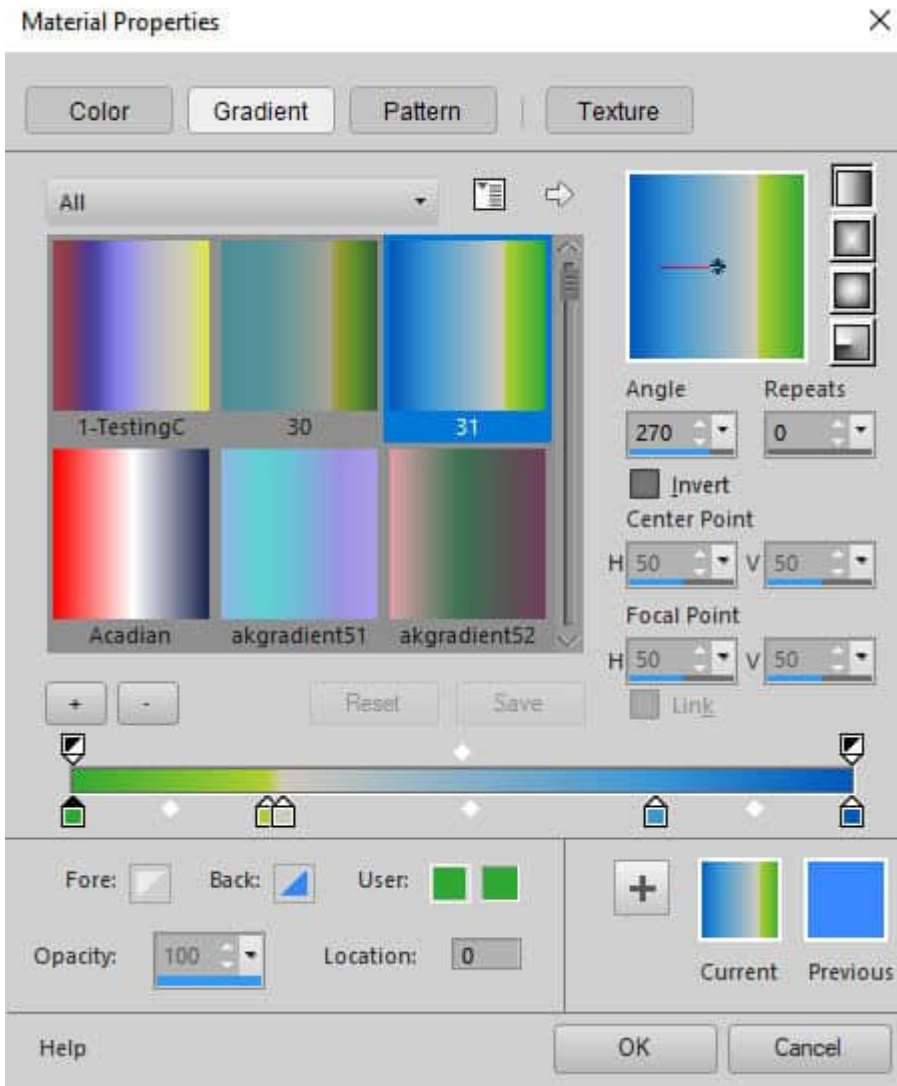 Material Properties
Color Gradient Pattern Texture
All
1-TestingC 30 31
Acadian akgradient51 akgradient52
Angle Repeats
270 0
Invert
Center Point
H 50 V 50
Focal Point
H 50 V 50
Link
+ - Reset Save
Fore: Back: User:
Opacity: 100 Location: 0
+
Current Previous
Help OK Cancel